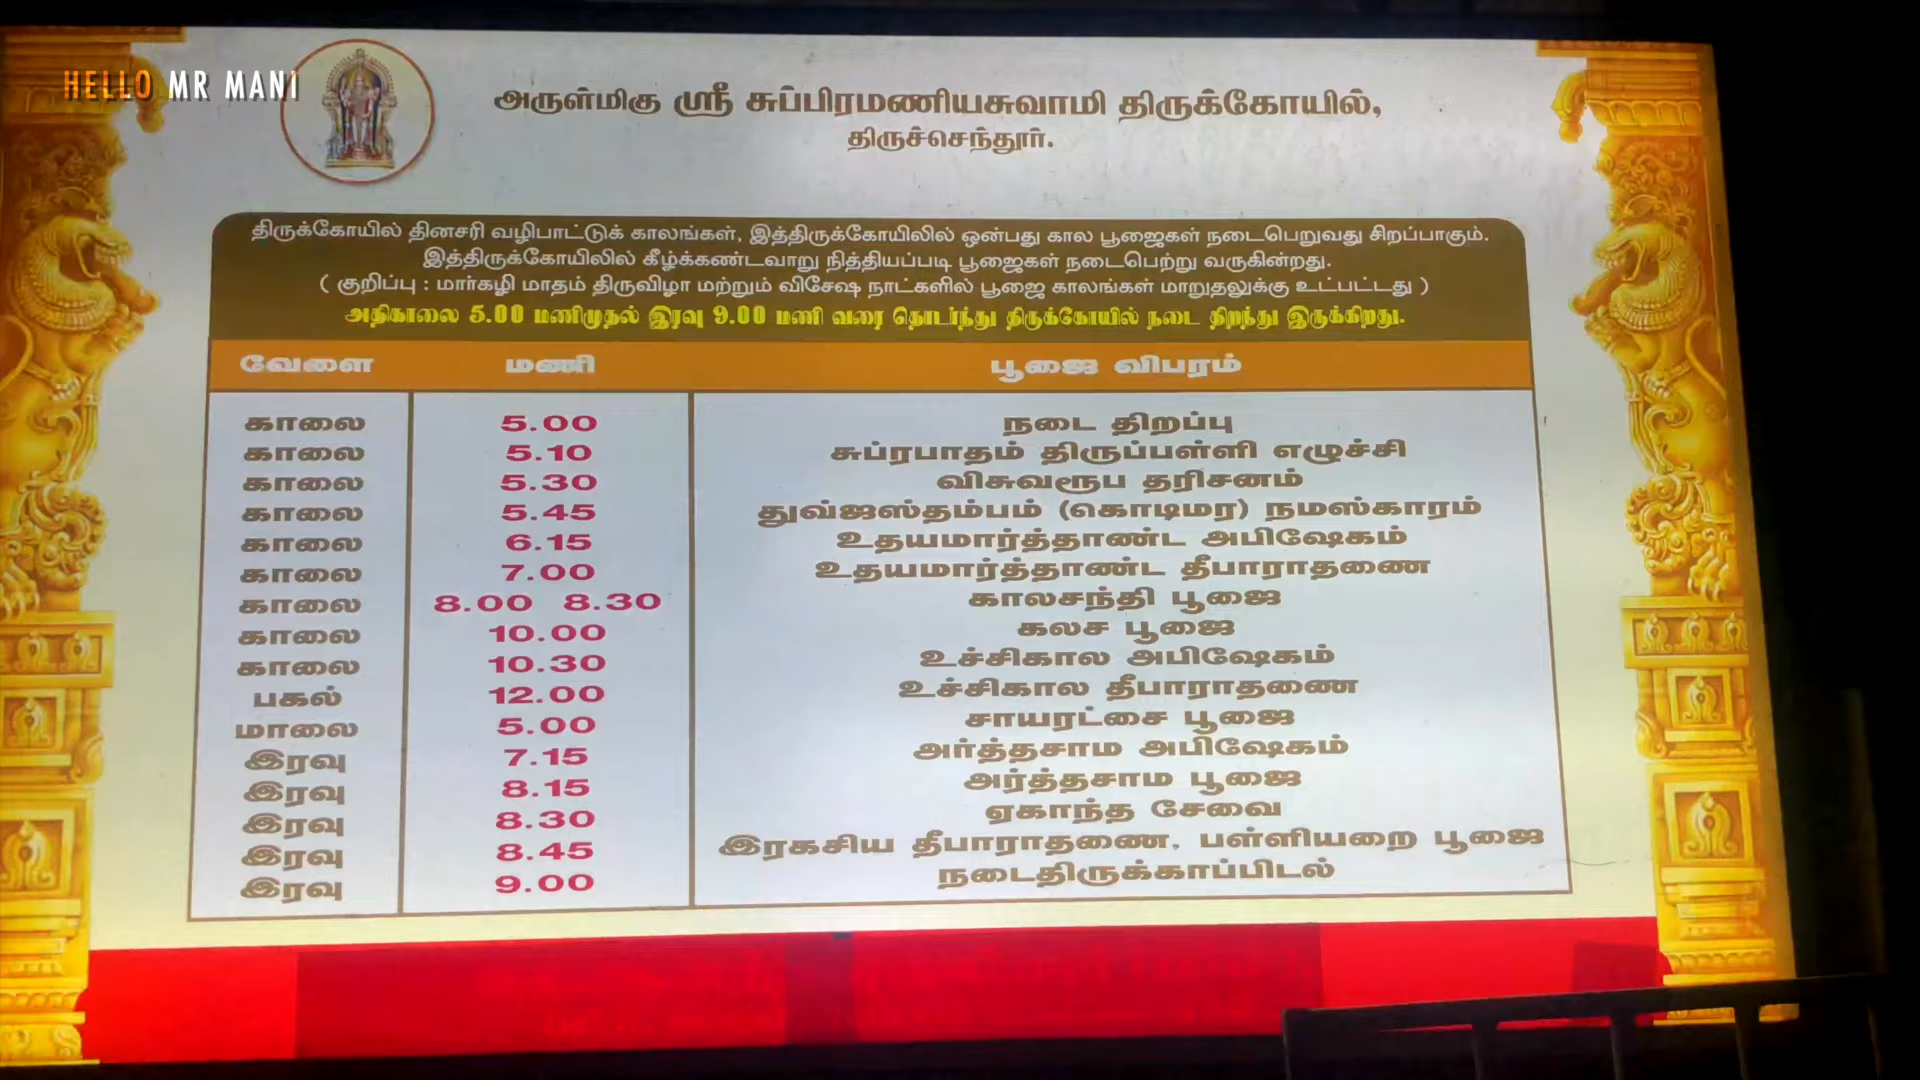 HELLO MR MANI
அருள்மிகு ஸ்ரீ சுப்பிரமணியசுவாமி திருக்கோயில்,
திருச்செந்தூர்.
திருக்கோயில் தினசரி வழிபாட்டுக் காலங்கள், இத்திருக்கோயிலில் ஒன்பது கால பூஜைகள் நடைபெறுவது சிறப்பாகும்.
இத்திருக்கோயிலில் கீழ்க்கண்டவாறு நித்தியப்படி பூஜைகள் நடைபெற்று வருகின்றது.
( குறிப்பு : மார்கழி மாதம் திருவிழா மற்றும் விசேஷ நாட்களில் பூஜை காலங்கள் மாறுதலுக்கு உட்பட்டது )
அதிகாலை 5.00 மணிமுதல் இரவு 9.00 மணி வரை தொடர்ந்து திருக்கோயில் நடை திறந்து இருக்கிறது.
வேளை மணி பூஜை விபரம்
காலை 5.00 நடை திறப்பு
காலை 5.10 சுப்ரபாதம் திருப்பள்ளி எழுச்சி
காலை 5.30 விசுவரூப தரிசனம்
காலை 5.45 துவ்ஜஸ்தம்பம் (கொடிமர) நமஸ்காரம்
காலை 6.15 உதயமார்த்தாண்ட அபிஷேகம்
காலை 7.00 உதயமார்த்தாண்ட தீபாராதணை
காலை 8.00 8.30 காலசந்தி பூஜை
காலை 10.00 கலச பூஜை
காலை 10.30 உச்சிகால அபிஷேகம்
பகல் 12.00 உச்சிகால தீபாராதணை
மாலை 5.00 சாயரட்சை பூஜை
இரவு 7.15 அர்த்தசாம அபிஷேகம்
இரவு 8.15 அர்த்தசாம பூஜை
இரவு 8.30 ஏகாந்த சேவை
இரவு 8.45 இரகசிய தீபாராதணை, பள்ளியறை பூஜை
இரவு 9.00 நடைதிருக்காப்பிடல்